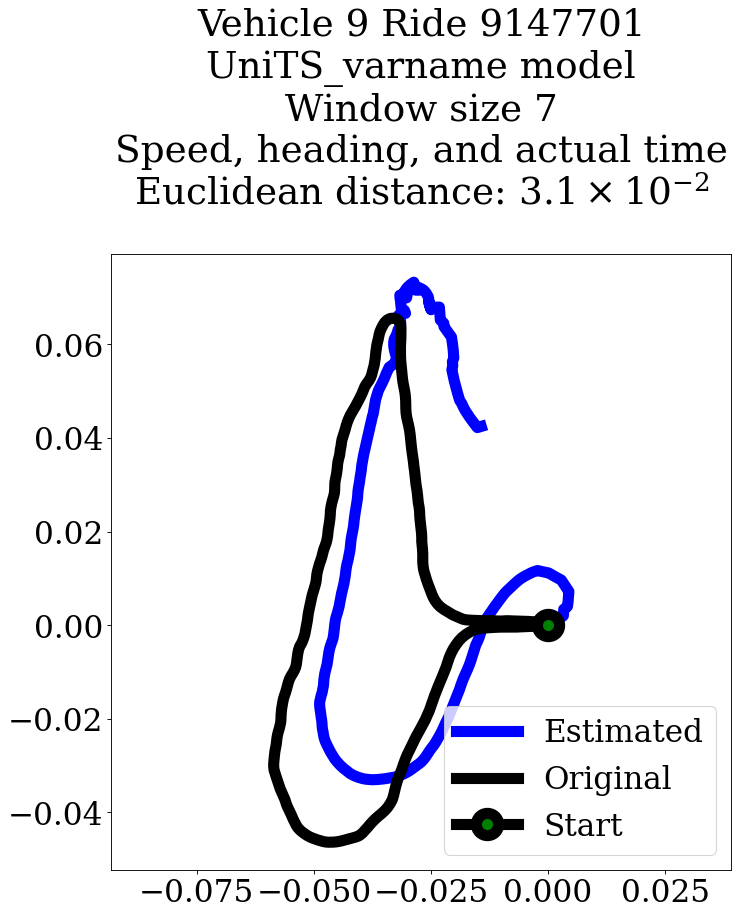 Vehicle 9 Ride 9147701
UniTS_varname model
Window size 7
Speed, heading, and actual time
Euclidean distance: 3.1 × 10⁻²
0.06
0.04
0.02
0.00
−0.02
−0.04
Estimated
Original
Start
−0.075 −0.050 −0.025 0.000 0.025